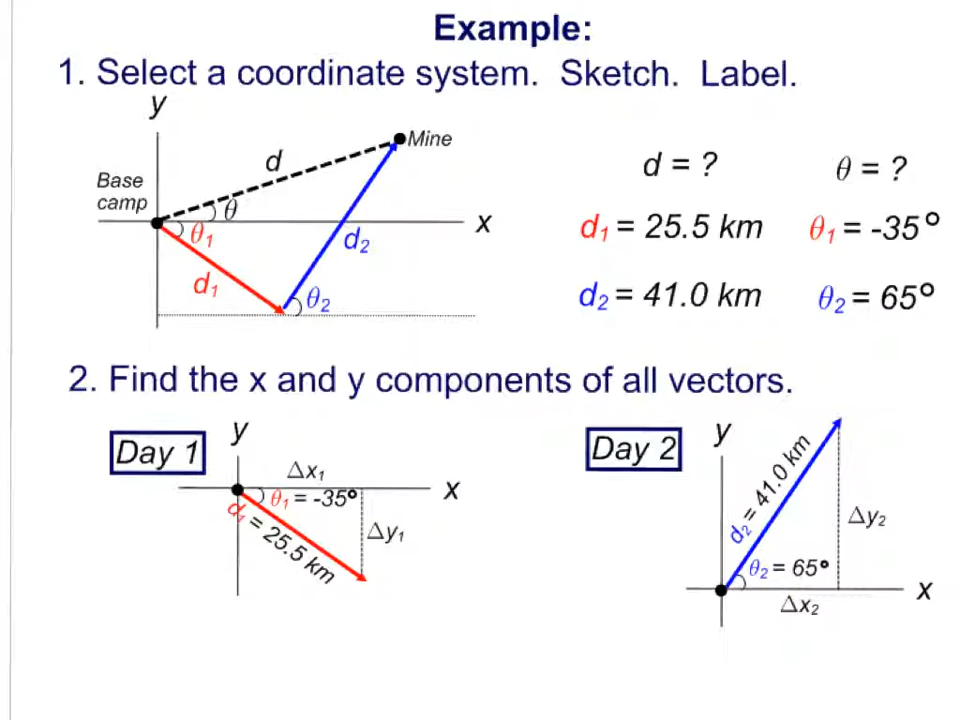 Example:
1. Select a coordinate system.  Sketch.  Label.
y
Mine
d
Base
camp
θ
x
θ₁
d₂
d₁
θ₂
d = ?
θ = ?
d₁ = 25.5 km
θ₁ = -35°
d₂ = 41.0 km
θ₂ = 65°
2. Find the x and y components of all vectors.
Day 1
y
Δx₁
x
θ₁ = -35°
d₁ = 25.5 km
Δy₁
Day 2
y
d₂ = 41.0 km
Δy₂
θ₂ = 65°
x
Δx₂